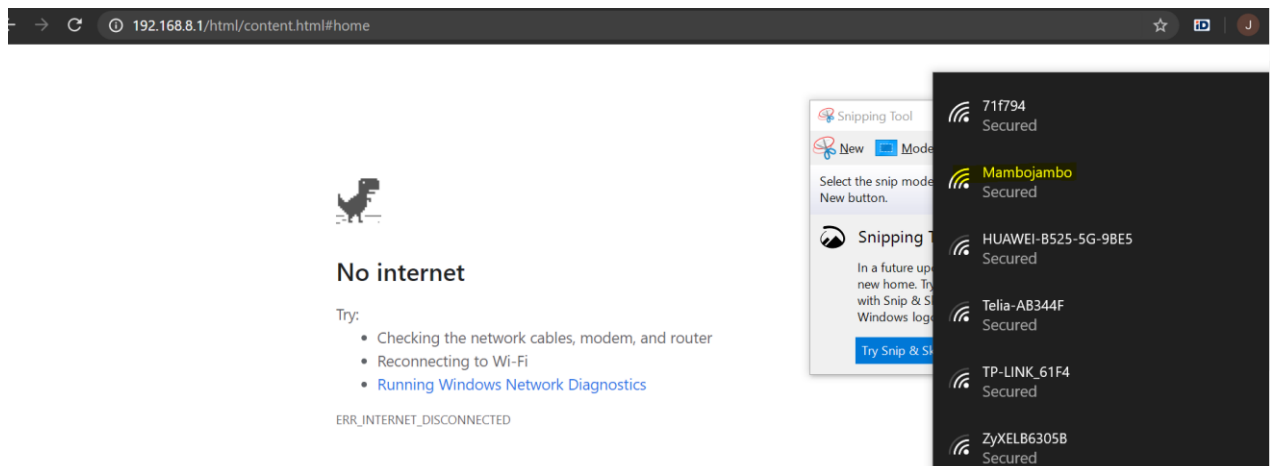 192.168.8.1/html/content.html#home
iD
J
No internet
Try:
Checking the network cables, modem, and router
Reconnecting to Wi-Fi
Running Windows Network Diagnostics
ERR_INTERNET_DISCONNECTED
Snipping Tool
New Mode
Select the snip mode
New button.
Snipping T
In a future up
new home. Try
with Snip & S
Windows log
Try Snip & Sk
71f794
Secured
Mambojambo
Secured
HUAWEI-B525-5G-9BE5
Secured
Telia-AB344F
Secured
TP-LINK_61F4
Secured
ZyXELB6305B
Secured